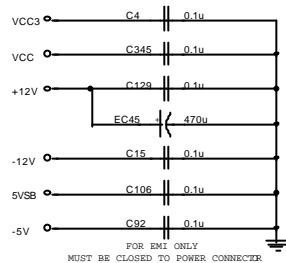 VCC3 C4 0.1u
VCC C345 0.1u
+12V C129 0.1u
EC45 + 470u
-12V C15 0.1u
5VSB C106 0.1u
-5V C92 0.1u
FOR EMI ONLY
MUST BE CLOSED TO POWER CONNECTR